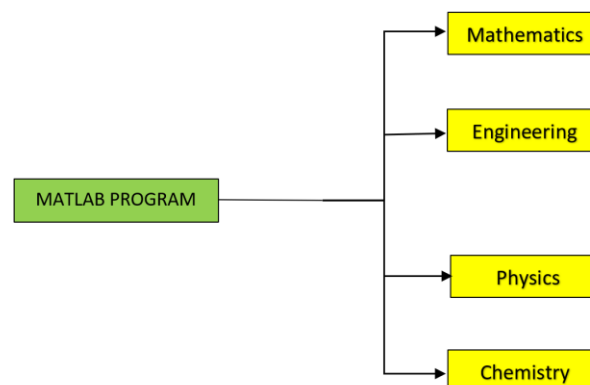 Mathematics
Engineering
MATLAB PROGRAM
Physics
Chemistry